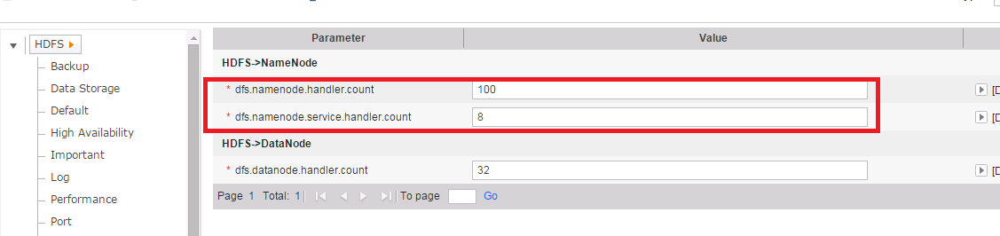 HDFS
Backup
Data Storage
Default
High Availability
Important
Log
Performance
Port
Parameter Value
HDFS->NameNode
* dfs.namenode.handler.count 100 [D
* dfs.namenode.service.handler.count 8 [D
HDFS->DataNode
* dfs.datanode.handler.count 32 [D
Page 1 Total: 1 To page Go